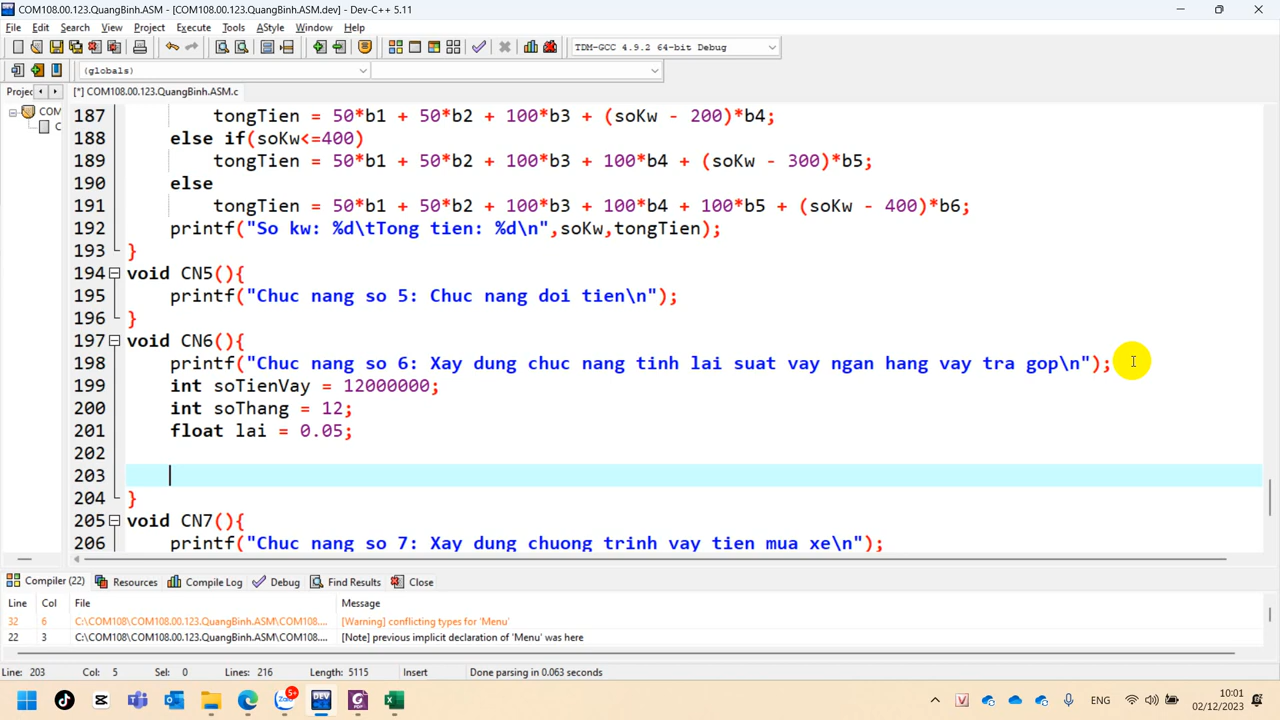 COM108.00.123.QuangBinh.ASM - [COM108.00.123.QuangBinh.ASM.dev] - Dev-C++ 5.11
File Edit Search View Project Execute Tools AStyle Window Help
TDM-GCC 4.9.2 64-bit Debug
(globals)
Projec [*] COM108.00.123.QuangBinh.ASM.c
COM
C
187 tongTien = 50*b1 + 50*b2 + 100*b3 + (soKw - 200)*b4;
188 else if(soKw<=400)
189 tongTien = 50*b1 + 50*b2 + 100*b3 + 100*b4 + (soKw - 300)*b5;
190 else
191 tongTien = 50*b1 + 50*b2 + 100*b3 + 100*b4 + 100*b5 + (soKw - 400)*b6;
192 printf("So kw: %d\tTong tien: %d\n",soKw,tongTien);
193 }
194 void CN5(){
195 printf("Chuc nang so 5: Chuc nang doi tien\n");
196 }
197 void CN6(){
198 printf("Chuc nang so 6: Xay dung chuc nang tinh lai suat vay ngan hang vay tra gop\n");
199 int soTienVay = 12000000;
200 int soThang = 12;
201 float lai = 0.05;
202
203
204 }
205 void CN7(){
206 printf("Chuc nang so 7: Xay dung chuong trinh vay tien mua xe\n");
Compiler (22) Resources Compile Log Debug Find Results Close
Line Col File Message
32 6 C:\COM108\COM108.00.123.QuangBinh.ASM\COM108.... [Warning] conflicting types for 'Menu'
22 3 C:\COM108\COM108.00.123.QuangBinh.ASM\COM108.... [Note] previous implicit declaration of 'Menu' was here
Line: 203 Col: 5 Sel: 0 Lines: 216 Length: 5115 Insert Done parsing in 0.063 seconds
Zalo 5+ DEV ENG 10:01
02/12/2023